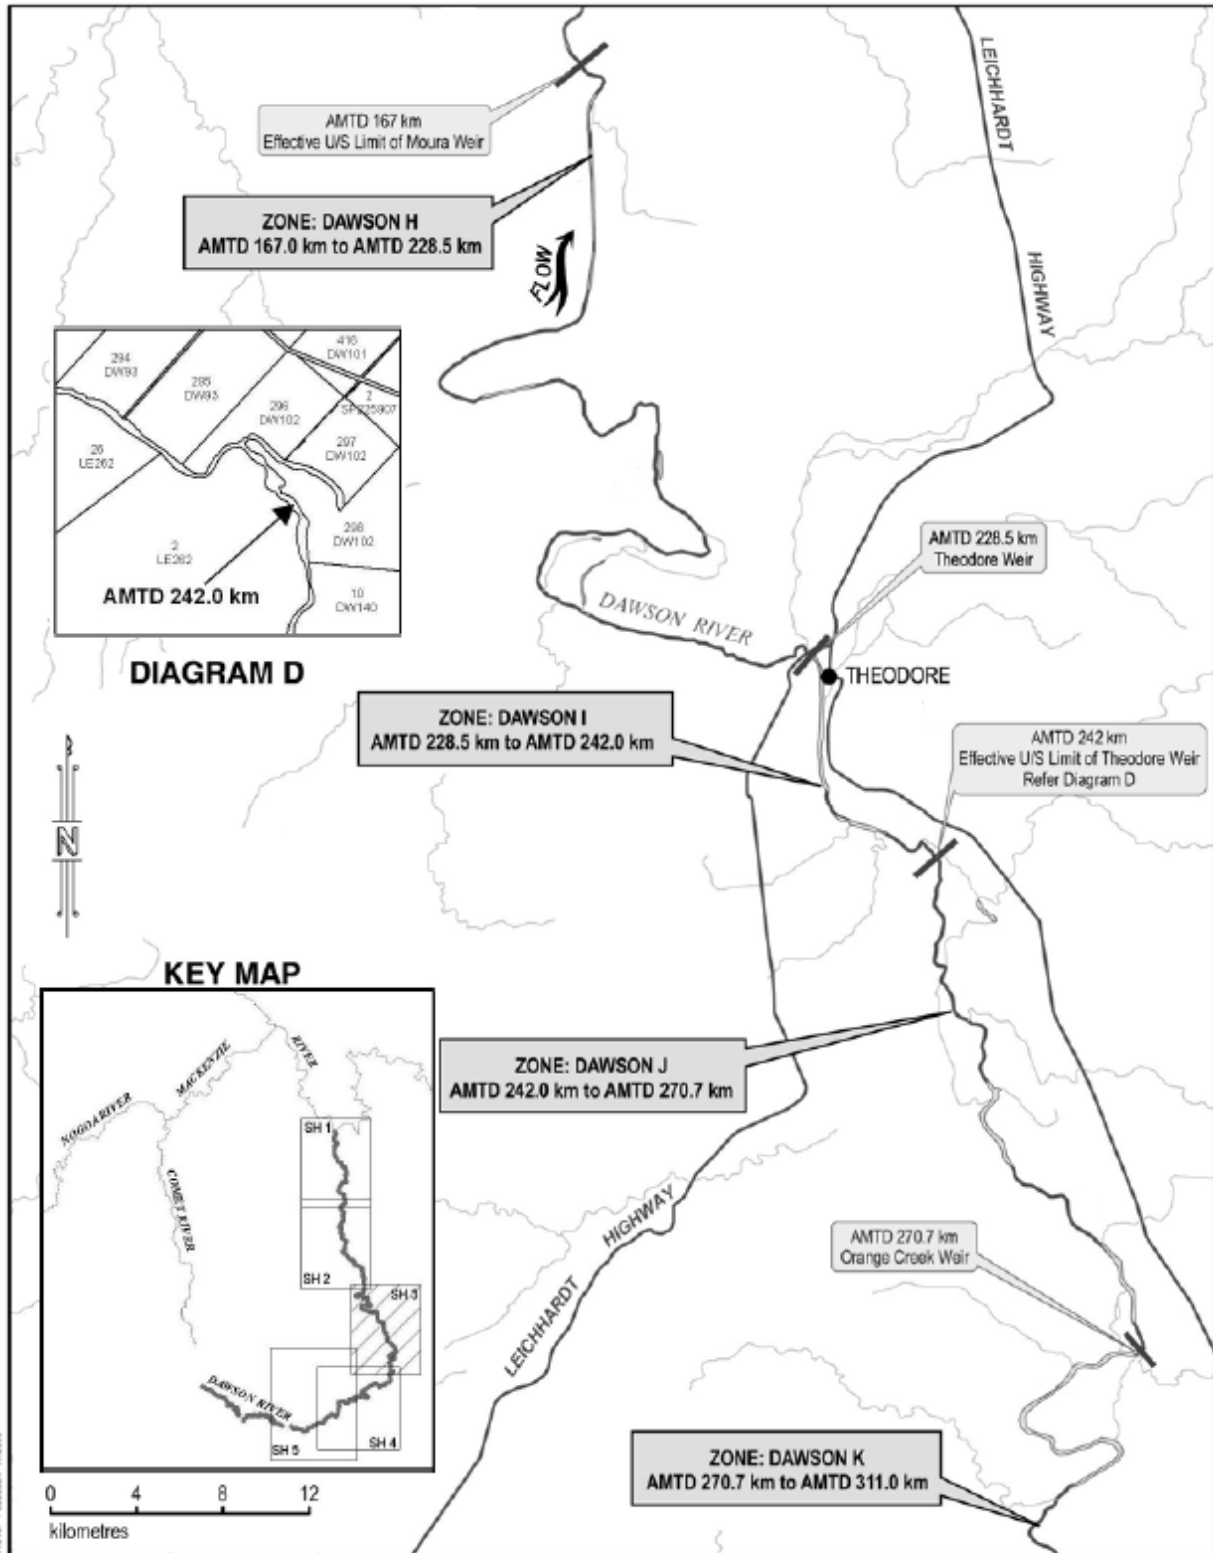 LEICHHARDT
HIGHWAY
AMTD 167 km
Effective U/S Limit of Moura Weir
ZONE: DAWSON H
AMTD 167.0 km to AMTD 228.5 km
FLOW
294
DW93
295
DW93
416
DW101
2
SP225907
296
DW102
297
DW102
26
LE262
298
DW102
2
LE262
AMTD 242.0 km
10
DW140
DIAGRAM D
AMTD 228.5 km
Theodore Weir
DAWSON RIVER
THEODORE
ZONE: DAWSON I
AMTD 228.5 km to AMTD 242.0 km
AMTD 242 km
Effective U/S Limit of Theodore Weir
Refer Diagram D
N
KEY MAP
NOGOA RIVER
MACKENZIE
RIVER
COMET RIVER
SH 1
SH 2
SH 3
DAWSON RIVER
SH 5
SH 4
ZONE: DAWSON J
AMTD 242.0 km to AMTD 270.7 km
LEICHHARDT
HIGHWAY
AMTD 270.7 km
Orange Creek Weir
ZONE: DAWSON K
AMTD 270.7 km to AMTD 311.0 km
0 4 8 12
kilometres